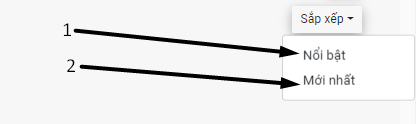 Sắp xếp
1
Nổi bật
2
Mới nhất